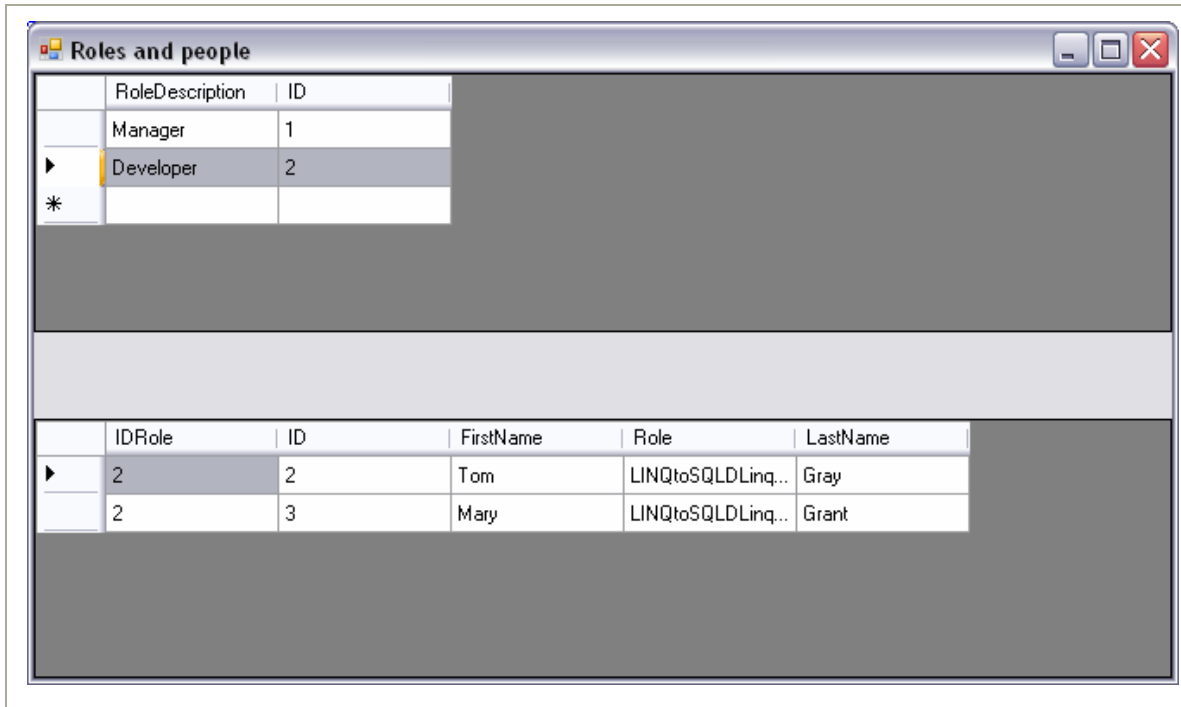 Roles and people
RoleDescription ID
Manager 1
Developer 2
IDRole ID FirstName Role LastName
2 2 Tom LINQtoSQLDLinq... Gray
2 3 Mary LINQtoSQLDLinq... Grant